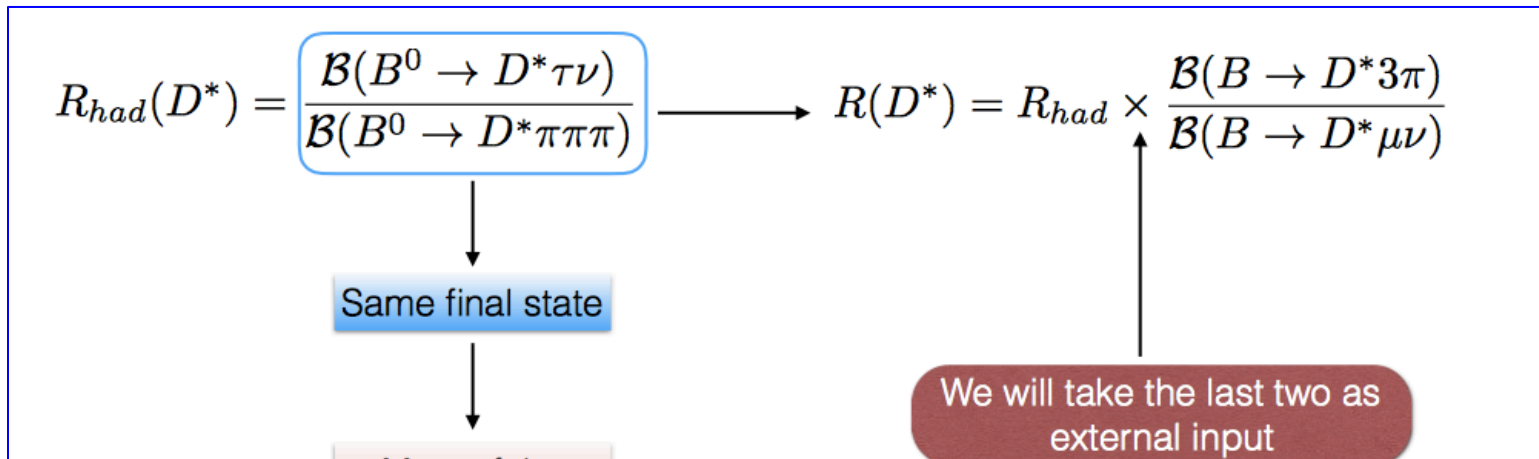 R_{had}(D^*) = \frac{\mathcal{B}(B^0 \to D^* \tau \nu)}{\mathcal{B}(B^0 \to D^* \pi\pi\pi)}
R(D^*) = R_{had} \times \frac{\mathcal{B}(B \to D^* 3\pi)}{\mathcal{B}(B \to D^* \mu \nu)}
Same final state
We will take the last two as
external input